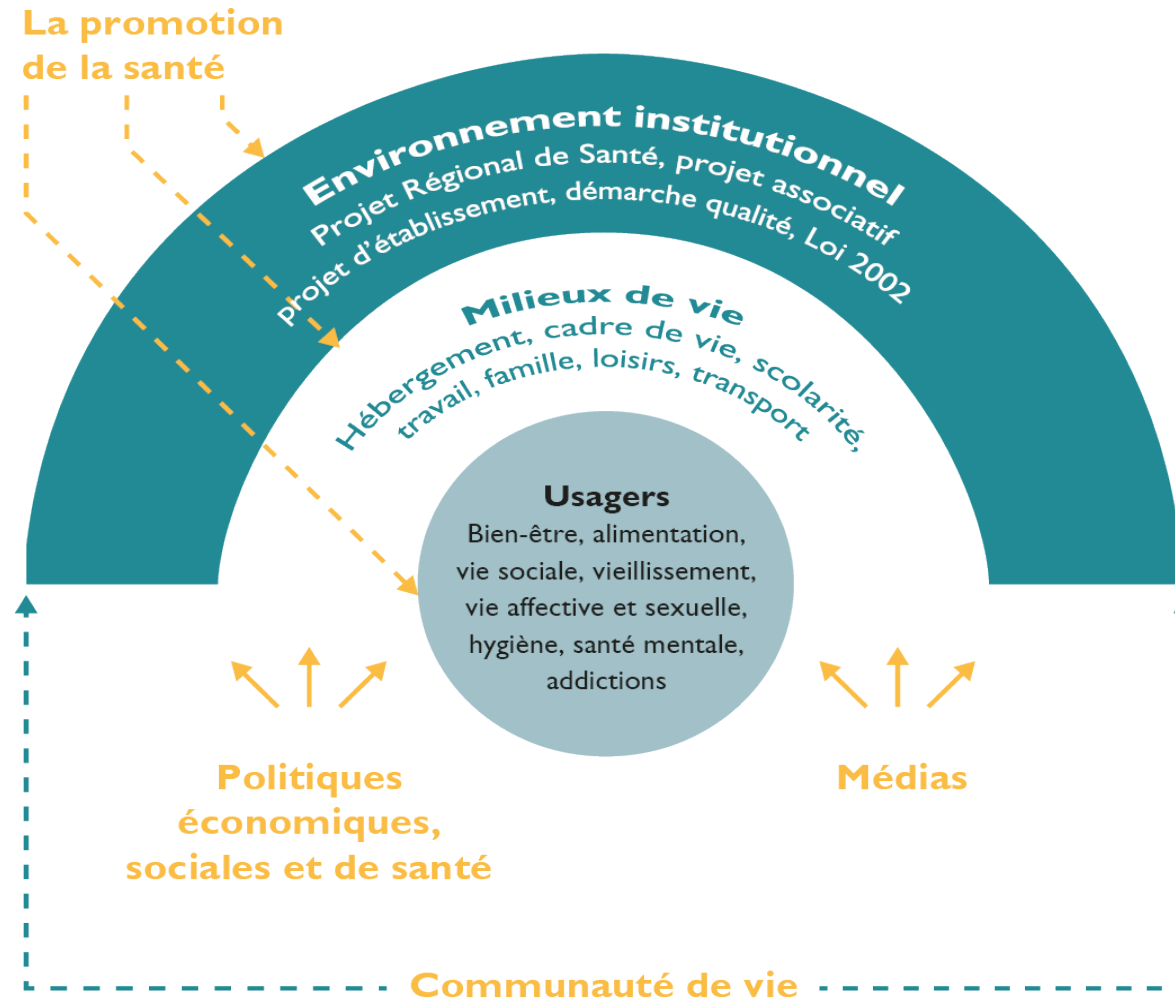 La promotion
de la santé
Environnement institutionnel
Projet Régional de Santé, projet associatif
projet d'établissement, démarche qualité, Loi 2002
Milieux de vie
Hébergement, cadre de vie, scolarité,
travail, famille, loisirs, transport
Usagers
Bien-être, alimentation,
vie sociale, vieillissement,
vie affective et sexuelle,
hygiène, santé mentale,
addictions
Politiques
économiques,
sociales et de santé
Médias
Communauté de vie